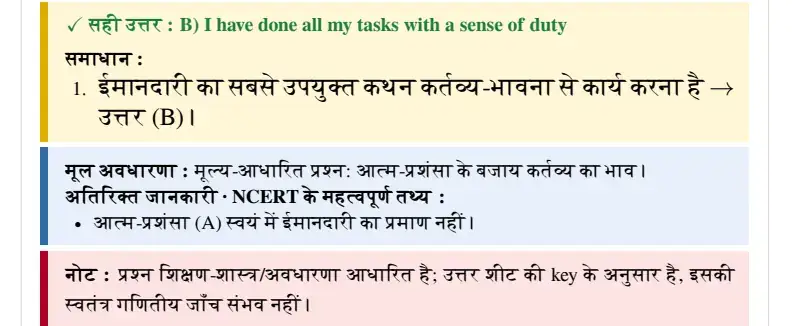 ✓ सही उत्तर : B) I have done all my tasks with a sense of duty
समाधान :
1. ईमानदारी का सबसे उपयुक्त कथन कर्तव्य-भावना से कार्य करना है →
उत्तर (B)।
मूल अवधारणा : मूल्य-आधारित प्रश्न: आत्म-प्रशंसा के बजाय कर्तव्य का भाव।
अतिरिक्त जानकारी · NCERT के महत्वपूर्ण तथ्य :
• आत्म-प्रशंसा (A) स्वयं में ईमानदारी का प्रमाण नहीं।
नोट : प्रश्न शिक्षण-शास्त्र/अवधारणा आधारित है; उत्तर शीट की key के अनुसार है, इसकी
स्वतंत्र गणितीय जाँच संभव नहीं।